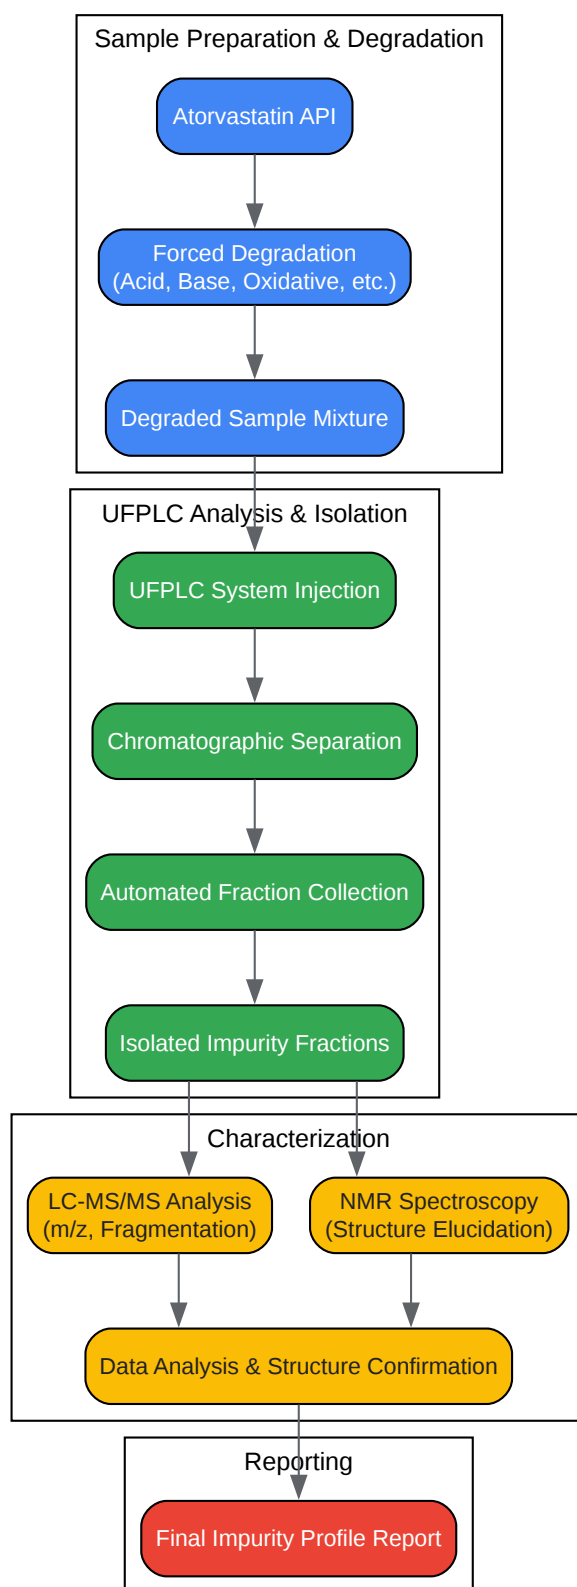 Sample Preparation & Degradation
Atorvastatin API
Forced Degradation
(Acid, Base, Oxidative, etc.)
Degraded Sample Mixture
UFPLC Analysis & Isolation
UFPLC System Injection
Chromatographic Separation
Automated Fraction Collection
Isolated Impurity Fractions
Characterization
LC-MS/MS Analysis
(m/z, Fragmentation)
NMR Spectroscopy
(Structure Elucidation)
Data Analysis & Structure Confirmation
Reporting
Final Impurity Profile Report